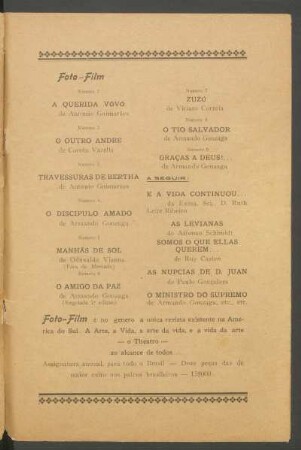 Foto-Film
Numero 1
A QUERIDA VOVÓ
de Antonio Guimarães
Numero 2
O OUTRO ANDRÉ
de Corrêa Varella
Numero 3
TRAVESSURAS DE BERTHA
de Antonio Guimarães
Numero 4
O DISCIPULO AMADO
de Armando Gonzaga
Numero 5
MANHÃS DE SOL
de Oduvaldo Vianna
Numero 6
O AMIGO DA PAZ
de Armando Gonzaga
Numero 7
ZUZÚ
de Viriato Corrêa
Numero 8
O TIO SALVADOR
de Armando Gonzaga
Numero 9
GRAÇAS A DEUS!...
de Armando Gonzaga
A SEGUIR:
E A VIDA CONTINUOU...
Leite Ribeiro
AS LEVIANAS
de Affonso Schmidt
SOMOS O QUE ELLAS
QUEREM
de Ruy Castro
AS NUPCIAS DE D. JUAN
de Paulo Gonçalves
O MINISTRO DO SUPREMO
de Armando Gonzaga, etc., etc.
Foto-Film é no genero a unica revista existente na Ame-
rica do Sul. A Arte, a Vida, a arte da vida, e a vida da arte
— o Theatro —
ao alcance de todos...
Assignatura annual, para todo o Brasil — Doze peças das de
maior exito nos palcos brasileiros —